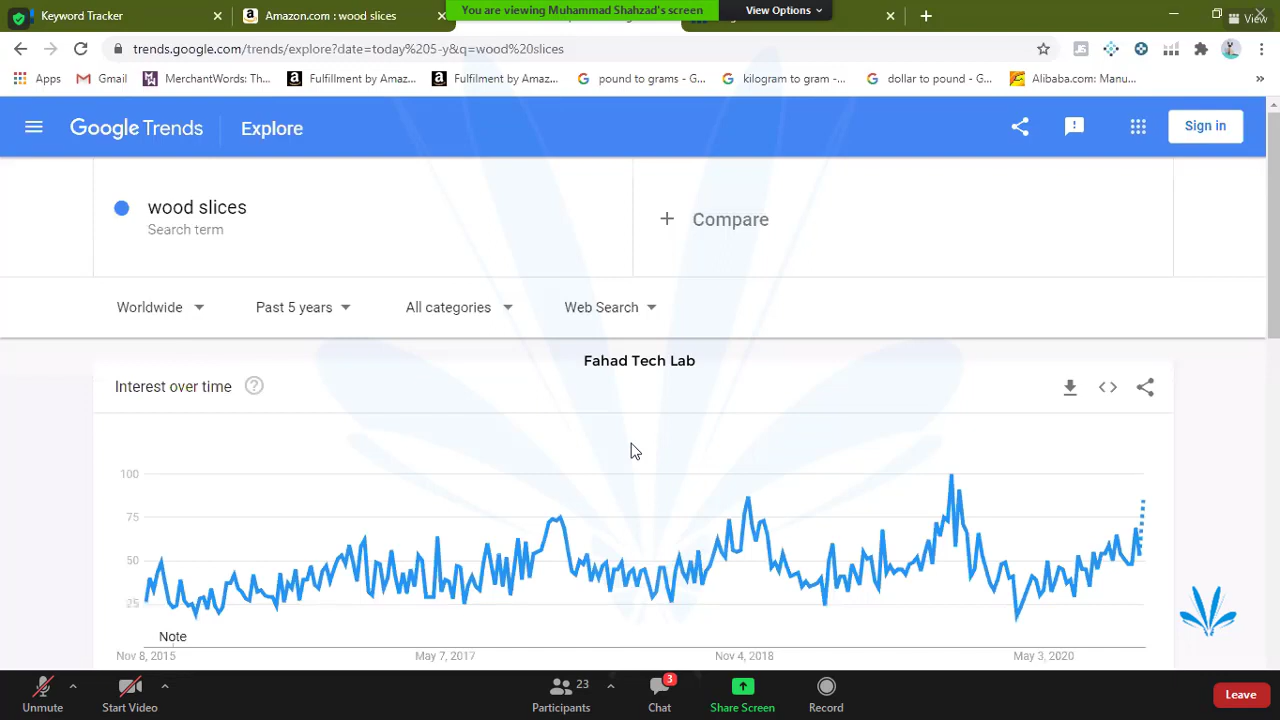 Keyword Tracker
Amazon.com : wood slices
You are viewing Muhammad Shahzad's screen
View Options
View
trends.google.com/trends/explore?date=today%205-y&q=wood%20slices
Apps
Gmail
MerchantWords: Th...
Fulfillment by Amaz...
Fulfilment by Amaz...
pound to grams - G...
kilogram to gram -...
dollar to pound - G...
Alibaba.com: Manu...
»
Google Trends
Explore
Sign in
wood slices
Search term
+ Compare
Worldwide
Past 5 years
All categories
Web Search
Fahad Tech Lab
Interest over time
100
75
50
25
Note
Nov 8, 2015
May 7, 2017
Nov 4, 2018
May 3, 2020
Unmute
Start Video
23
Participants
3
Chat
Share Screen
Record
Leave